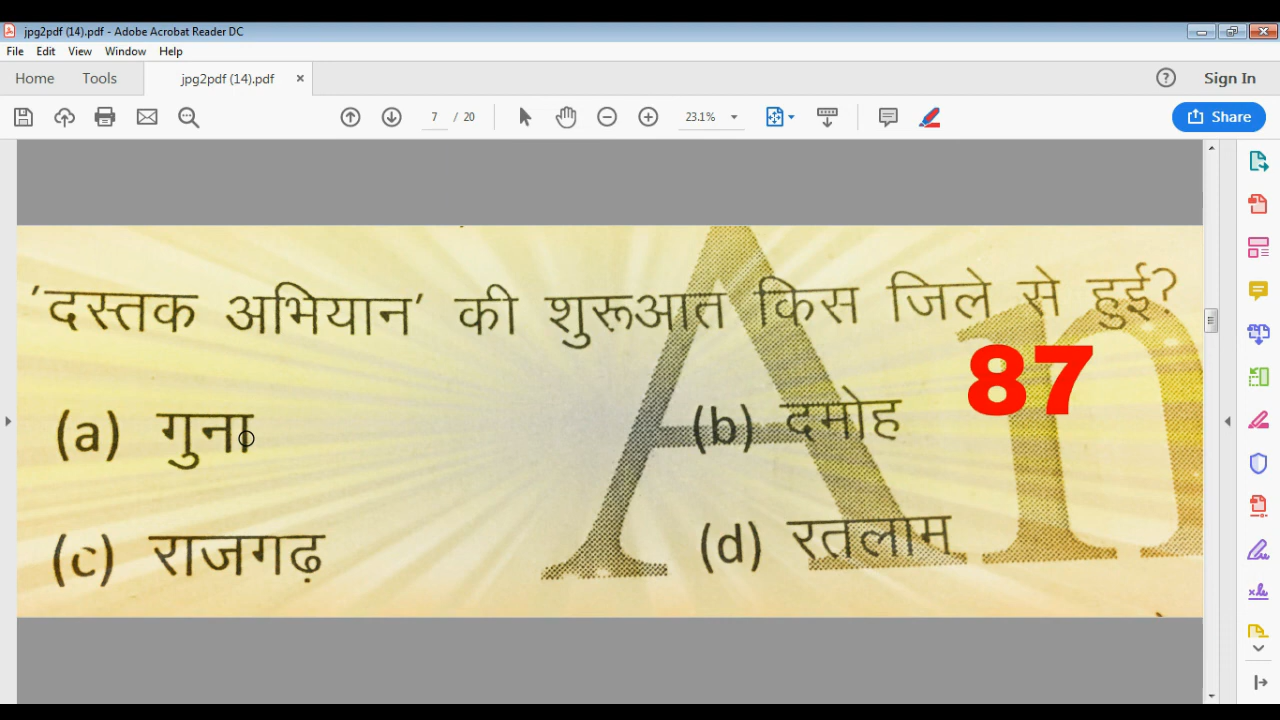 jpg2pdf (14).pdf - Adobe Acrobat Reader DC
File Edit View Window Help
Home Tools jpg2pdf (14).pdf × ? Sign In
7 / 20 23.1% Share
'दस्तक अभियान' की शुरूआत किस जिले से हुई?
87
(a) गुना (b) दमोह
(c) राजगढ़ (d) रतलाम
An